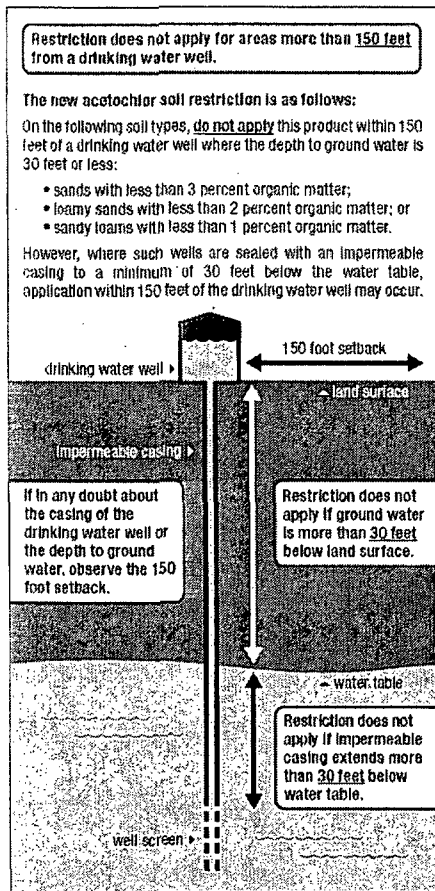 Restriction does not apply for areas more than 150 feet
from a drinking water well.
The new acetochlor soil restriction is as follows:
On the following soil types, do not apply this product within 150
feet of a drinking water well where the depth to ground water is
30 feet or less:
• sands with less than 3 percent organic matter;
• loamy sands with less than 2 percent organic matter; or
• sandy loams with less than 1 percent organic matter.
However, where such wells are sealed with an impermeable
casing to a minimum of 30 feet below the water table,
application within 150 feet of the drinking water well may occur.
150 foot setback
drinking water well
land surface
impermeable casing
If in any doubt about
the casing of the
drinking water well or
the depth to ground
water, observe the 150
foot setback.
Restriction does not
apply if ground water
is more than 30 feet
below land surface.
water table
Restriction does not
apply if impermeable
casing extends more
than 30 feet below
water table.
well screen